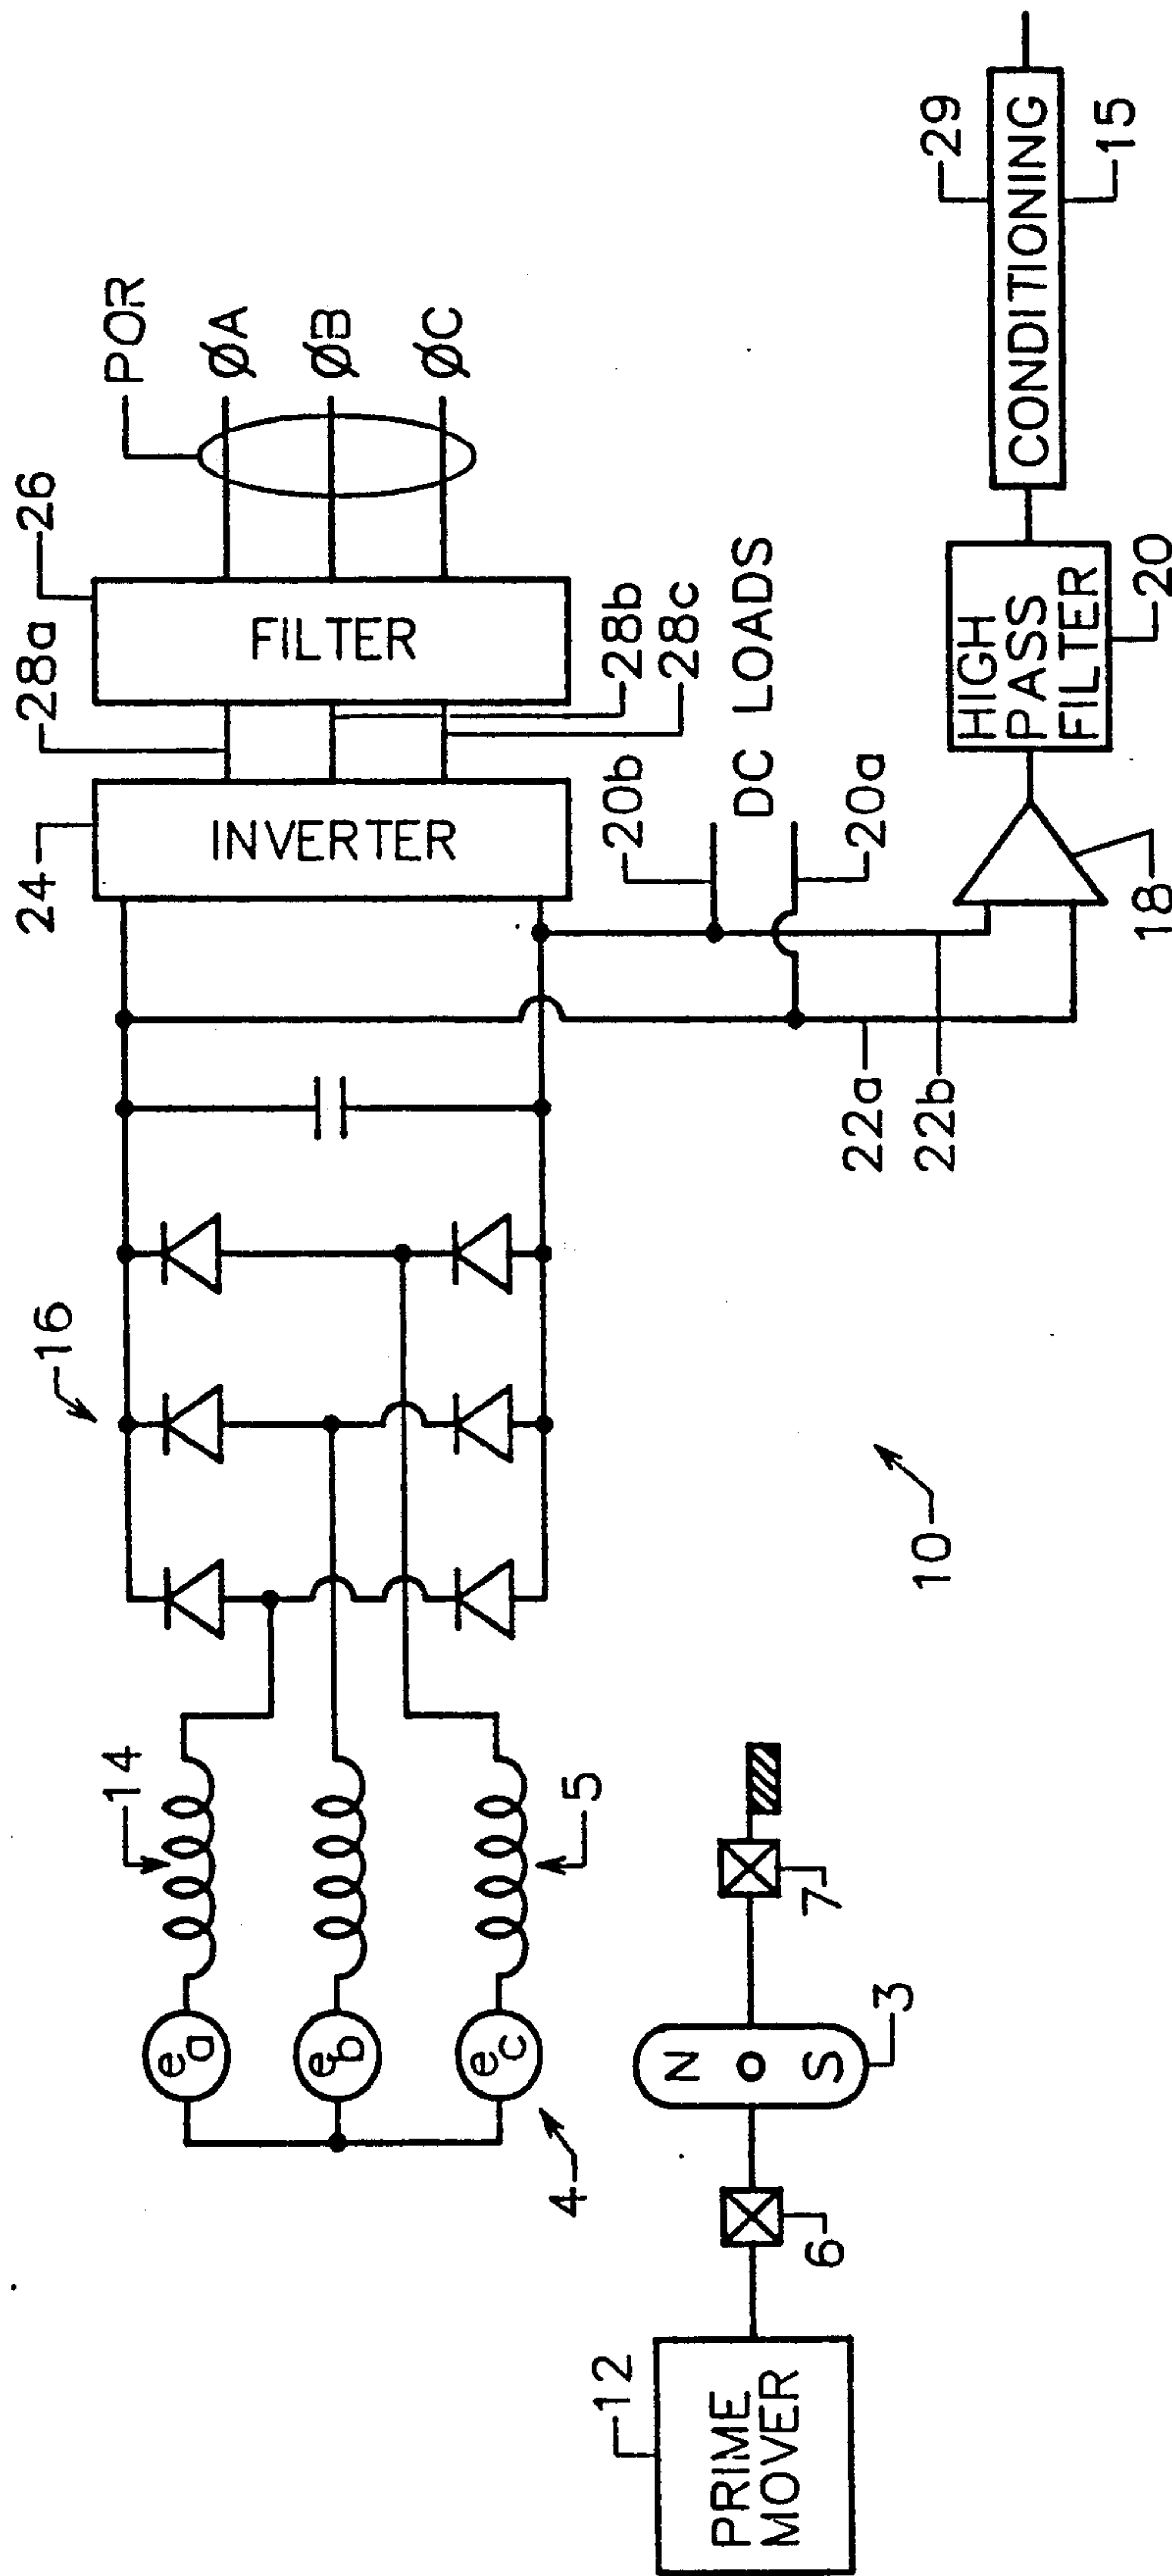 POR
ØA
ØB
ØC
26
28a
FILTER
28b
28c
24
INVERTER
16
14
5
ea
eb
ec
4
20b
DC LOADS
20a
22a
22b
18
HIGH
PASS
FILTER
20
29
CONDITIONING
15
10
12
PRIME
MOVER
6
N
S
3
7